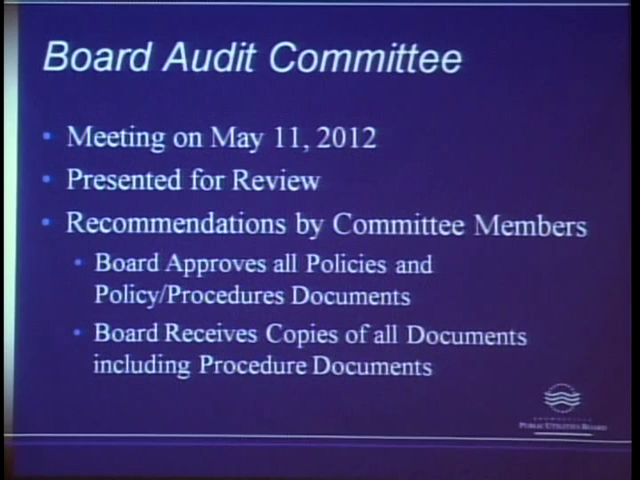 Board Audit Committee
• Meeting on May 11, 2012
• Presented for Review
• Recommendations by Committee Members
• Board Approves all Policies and
Policy/Procedures Documents
• Board Receives Copies of all Documents
including Procedure Documents
PUBLIC UTILITIES BOARD